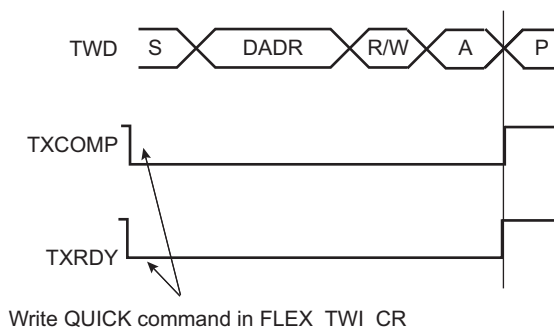 TWD S DADR R/W A P
TXCOMP
TXRDY
Write QUICK command in FLEX_TWI_CR